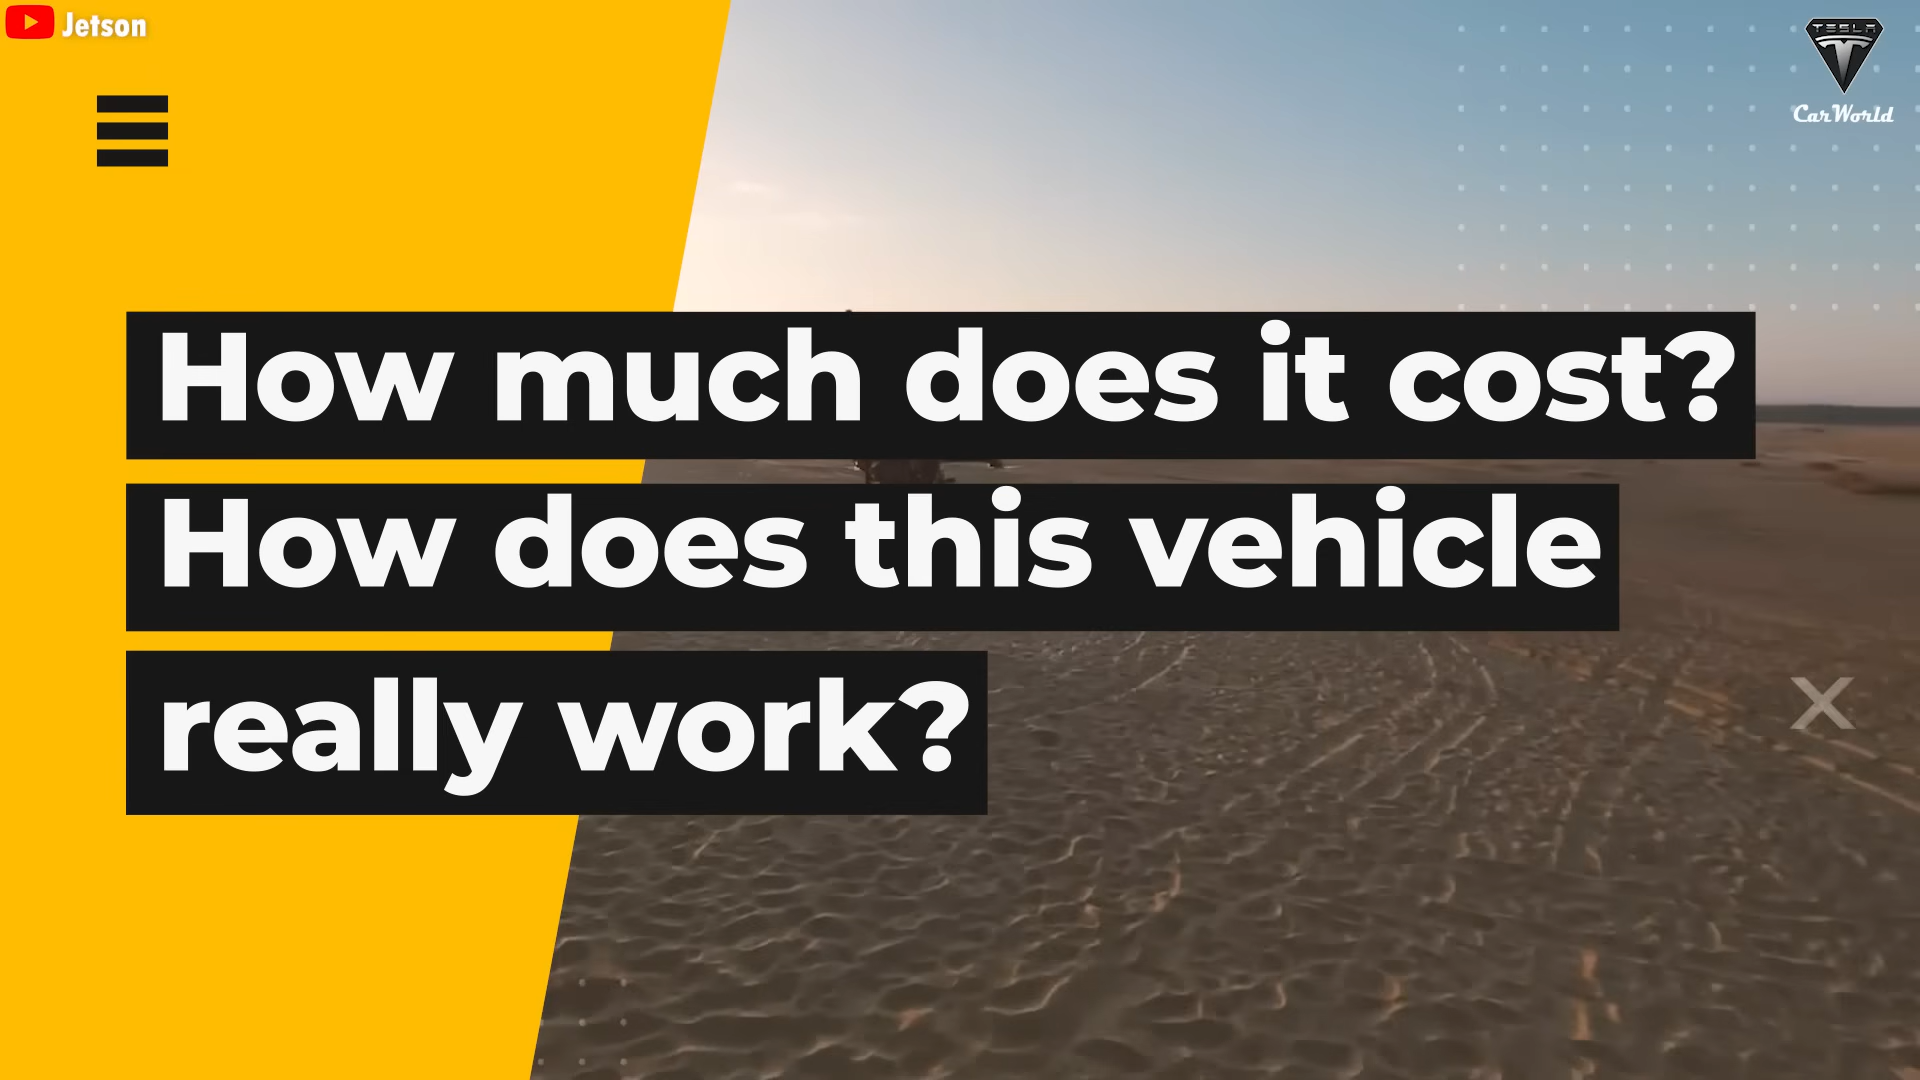 Jetson
TESLA
CarWorld
How much does it cost?
How does this vehicle
really work?